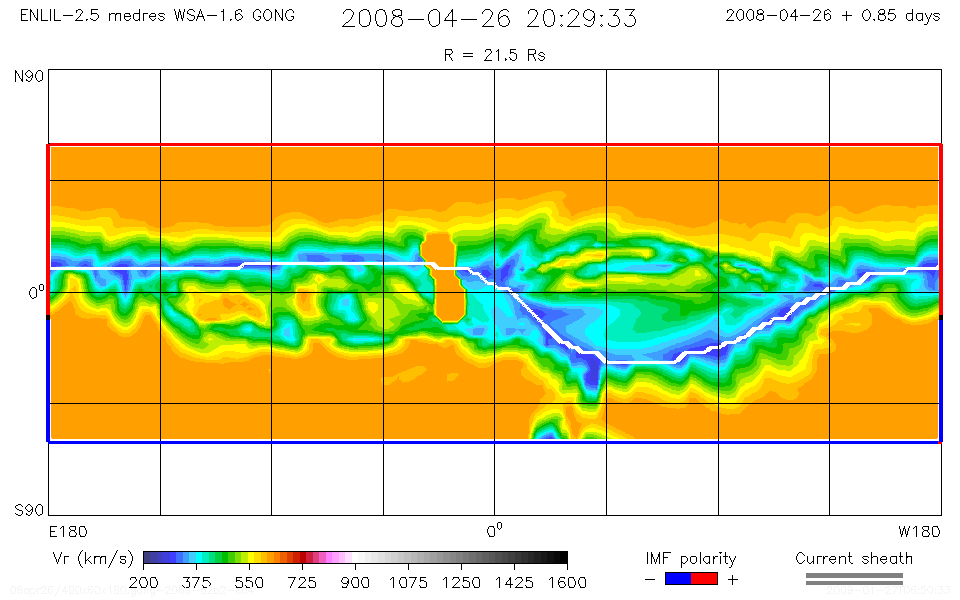 ENLIL-2.5 medres WSA-1.6 GONG 2008-04-26 20:29:33 2008-04-26 + 0.85 days
R = 21.5 Rs
N90
0⁰
S90
E180 0⁰ W180
Vr (km/s) IMF polarity Current sheath
200 375 550 725 900 1075 1250 1425 1600 − +